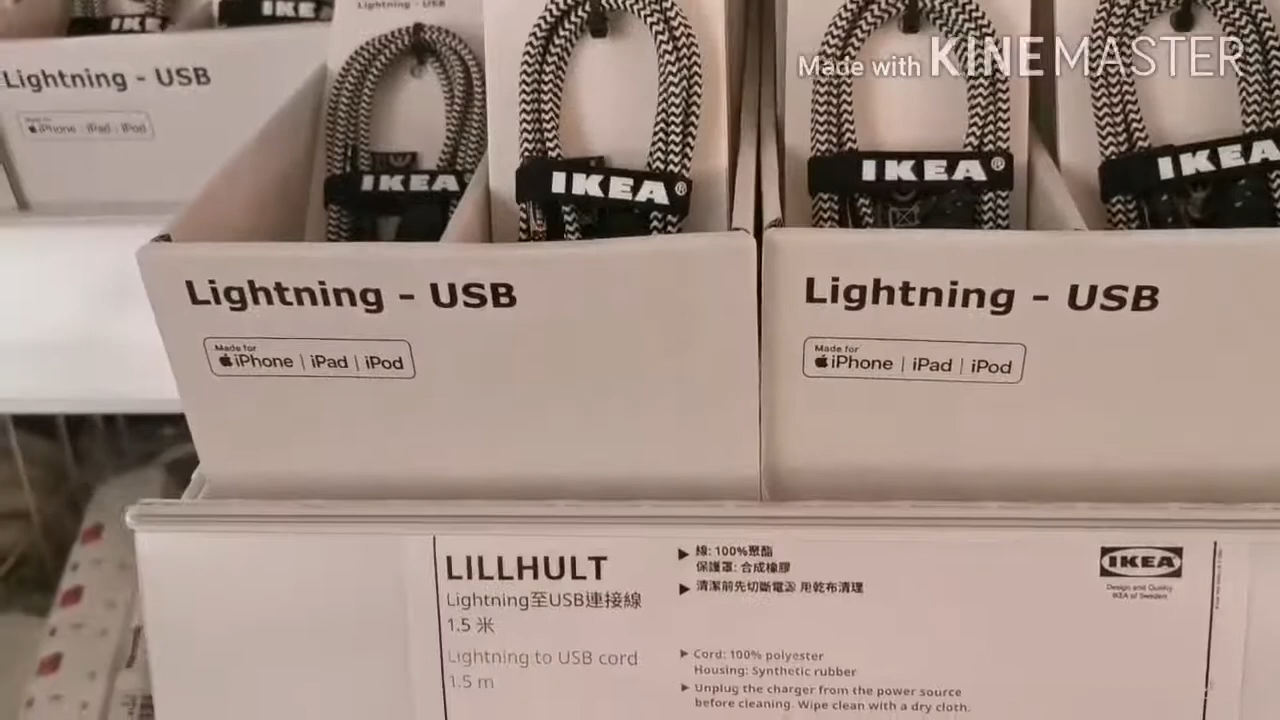 Lightning - USB
IKEA
IKE
Made with KINEMASTER
Lightning - USB
Made for
iPhone | iPad | iPod
IKEA
IKEA®
IKEA®
IKEA
Lightning - USB
Made for
iPhone | iPad | iPod
Lightning - USB
Made for
iPhone | iPad | iPod
LILLHULT
Lightning至USB連接線
1.5 米
Lightning to USB cord
1.5 m
▶ 線: 100%聚酯
保護罩: 合成橡膠
▶ 清潔前先切斷電源 用乾布清理
▶ Cord: 100% polyester
Housing: Synthetic rubber
▶ Unplug the charger from the power source
before cleaning. Wipe clean with a dry cloth.
IKEA
Design and Quality
IKEA of Sweden